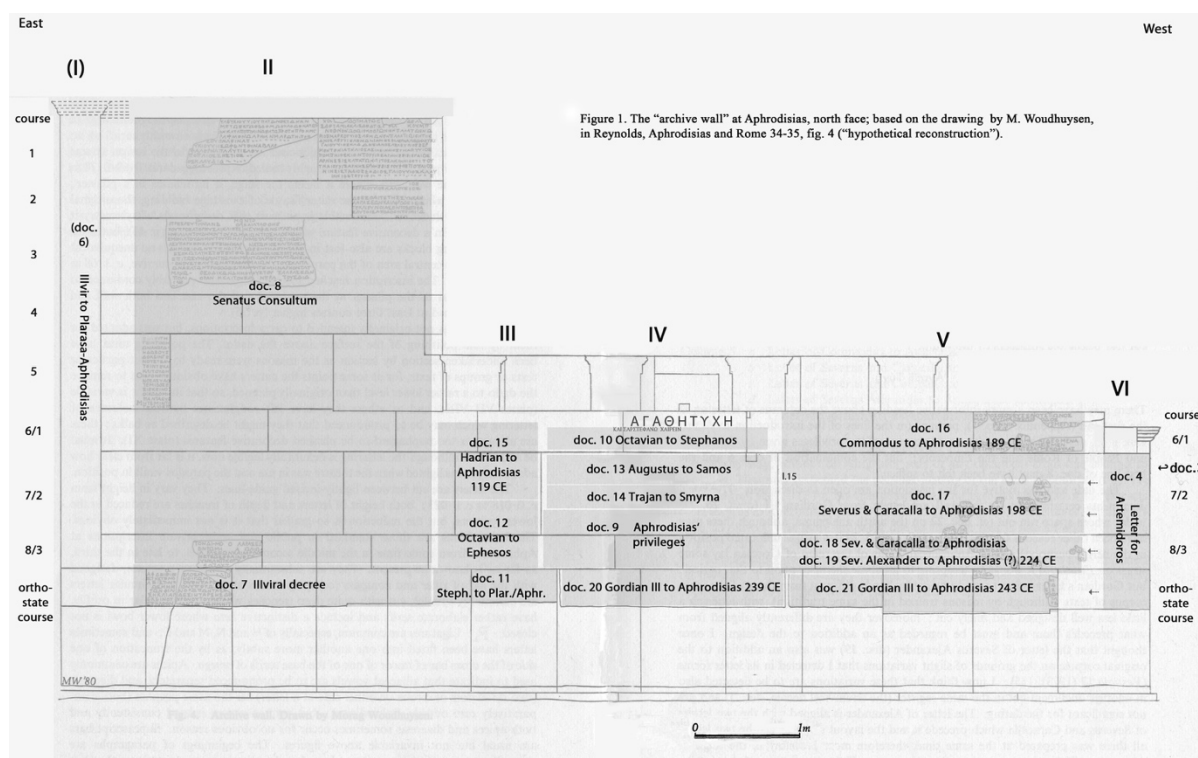 East
West
(I)
II
Figure 1. The “archive wall” at Aphrodisias, north face; based on the drawing by M. Woudhuysen,
in Reynolds, Aphrodisias and Rome 34-35, fig. 4 (“hypothetical reconstruction”).
course
1
2
3
4
5
6/1
7/2
8/3
ortho-
state
course
(doc.
6)
IIIvir to Plarasa-Aphrodisias
doc. 8
Senatus Consultum
doc. 7 IIIviral decree
III
doc. 15
Hadrian to
Aphrodisias
119 CE
doc. 12
Octavian to
Ephesos
doc. 11
Steph. to Plar./Aphr.
IV
ΑΓΑΘΗΤΥΧΗ
doc. 10 Octavian to Stephanos
doc. 13 Augustus to Samos
doc. 14 Trajan to Smyrna
doc. 9 Aphrodisias’
privileges
doc. 20 Gordian III to Aphrodisias 239 CE
V
doc. 16
Commodus to Aphrodisias 189 CE
l.15
doc. 17
Severus & Caracalla to Aphrodisias 198 CE
doc. 18 Sev. & Caracalla to Aphrodisias
doc. 19 Sev. Alexander to Aphrodisias (?) 224 CE
doc. 21 Gordian III to Aphrodisias 243 CE
VI
doc. 4
Letter for
Artemidoros
course
6/1
↩doc.
7/2
8/3
ortho-
state
course
MW'80
0
1m